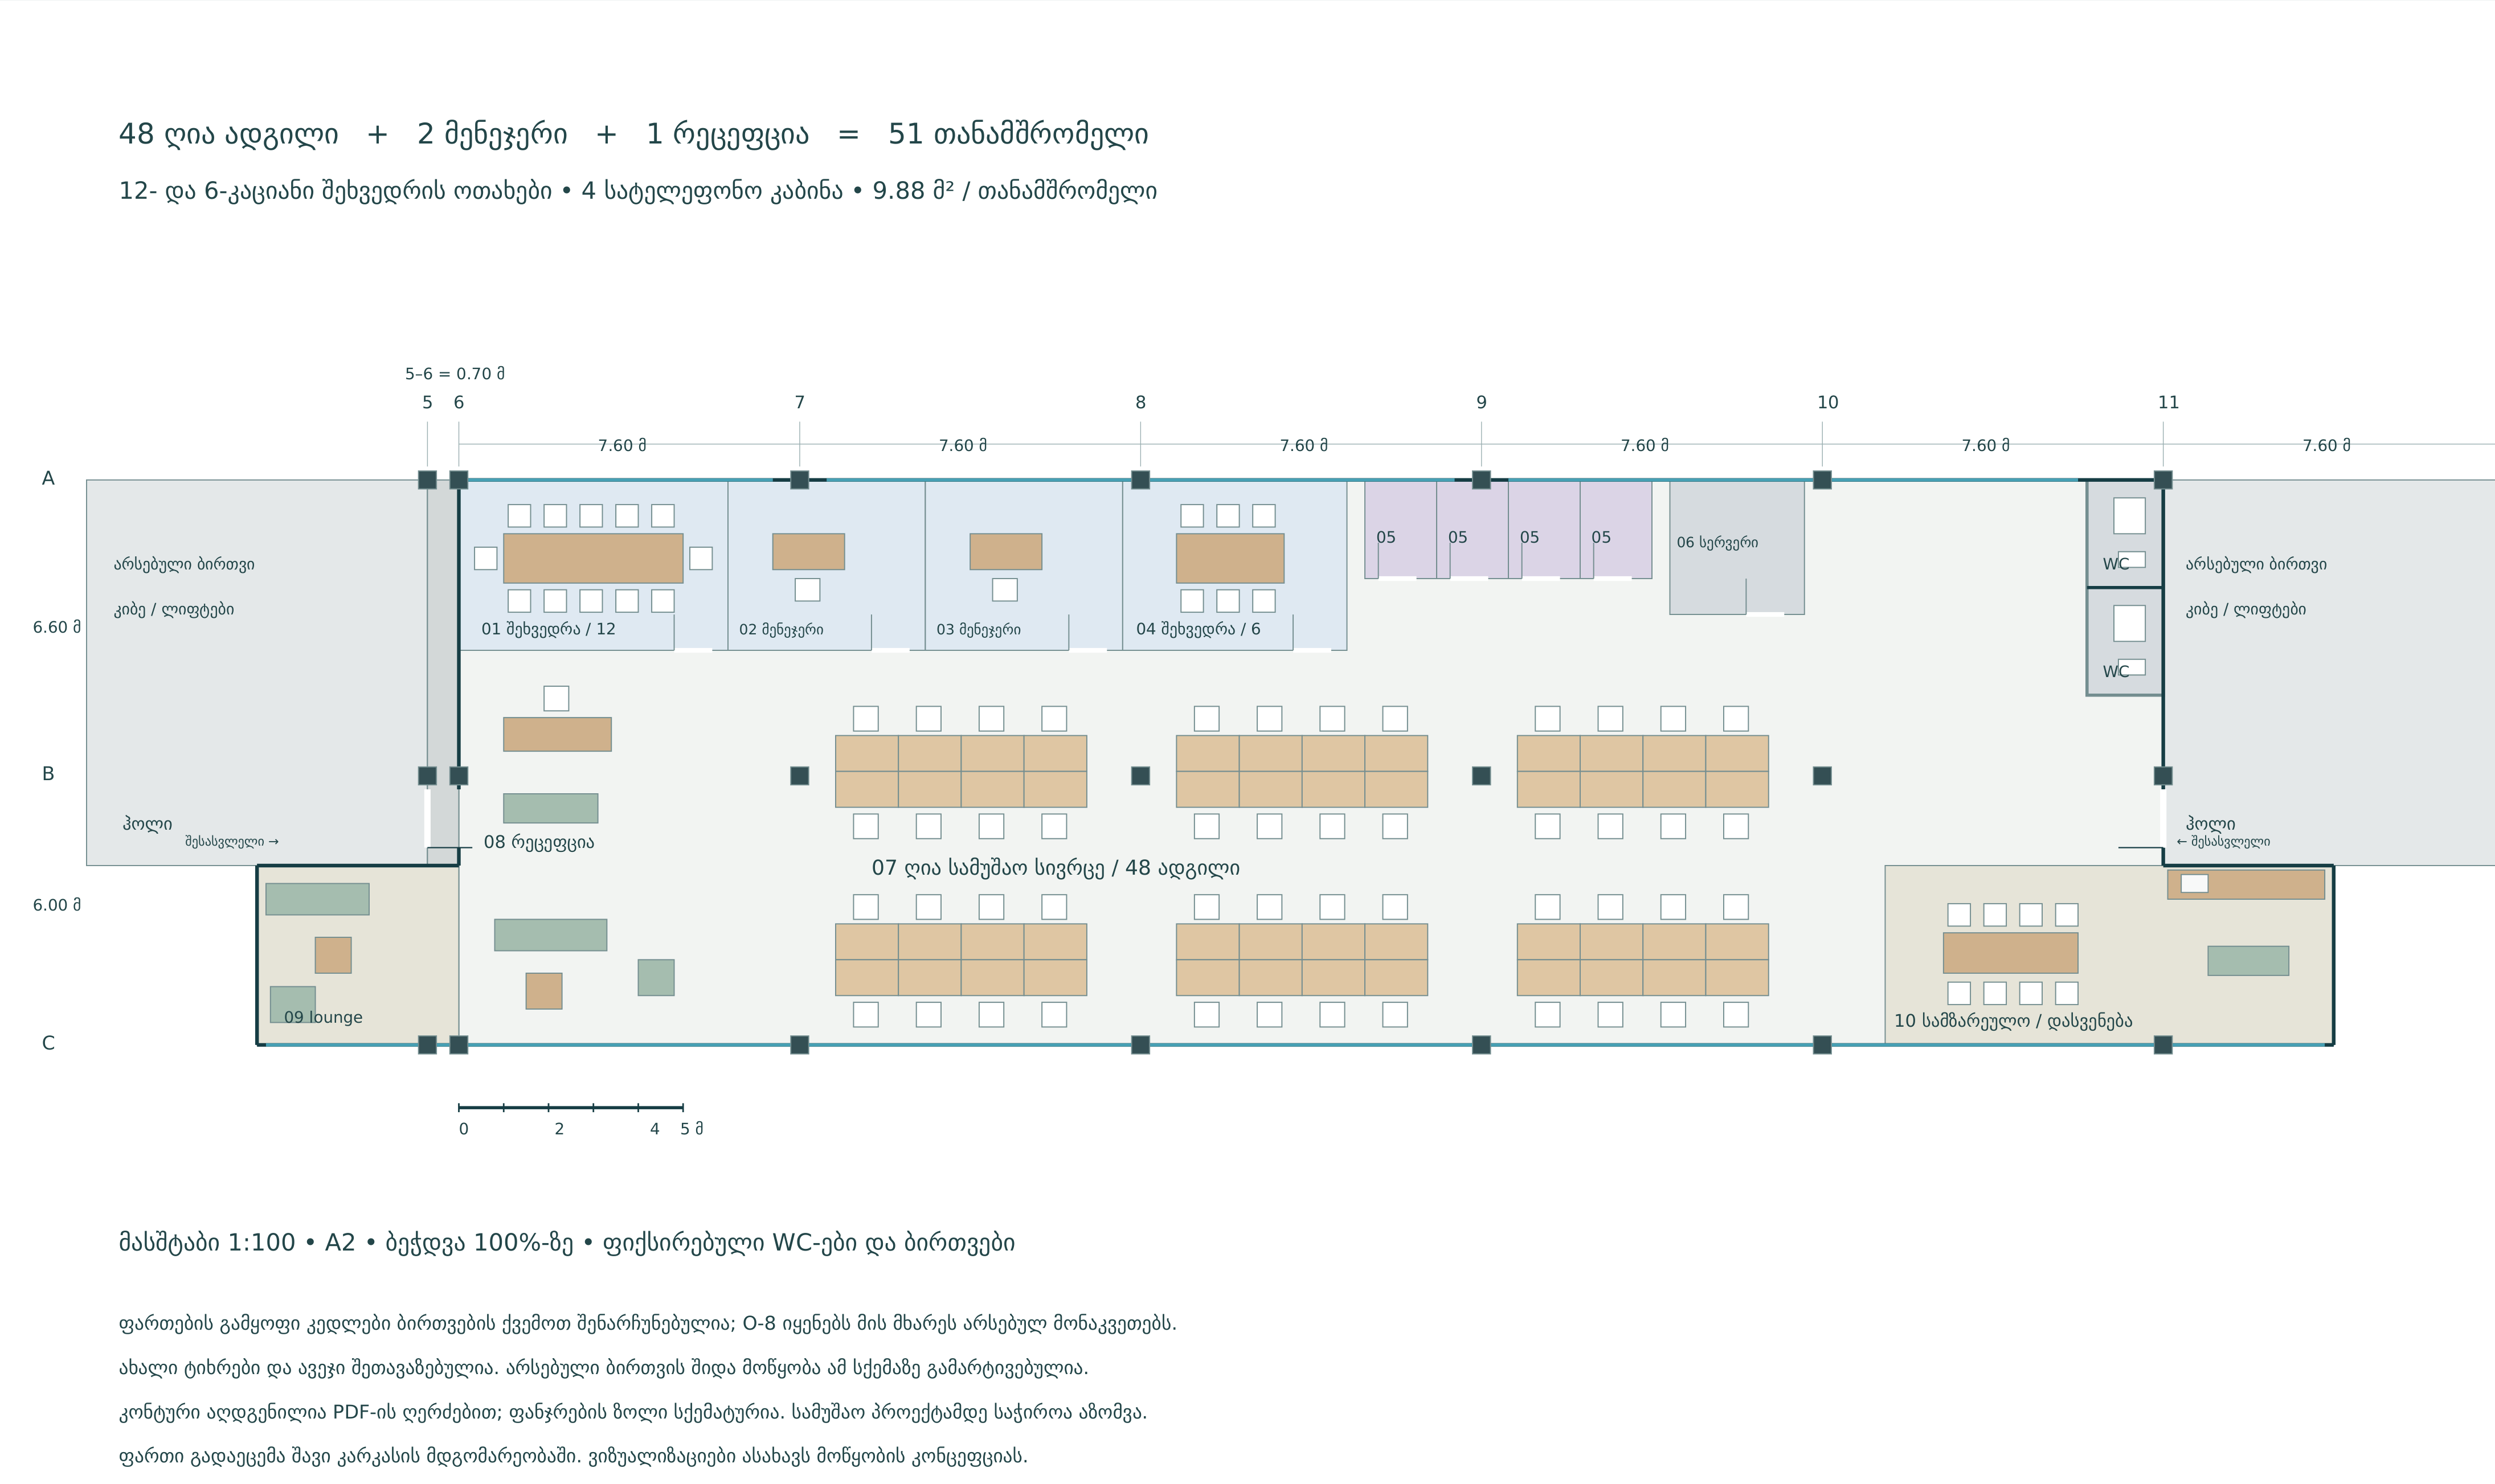 48 ღია ადგილი + 2 მენეჯერი + 1 რეცეფცია = 51 თანამშრომელი
12- და 6-კაციანი შეხვედრის ოთახები • 4 სატელეფონო კაბინა • 9.88 მ² / თანამშრომელი
5–6 = 0.70 მ
5 6 7 8 9 10 11
7.60 მ 7.60 მ 7.60 მ 7.60 მ 7.60 მ 7.60 მ
A
05 05 05 05
06 სერვერი
არსებული ბირთვი
WC
არსებული ბირთვი
კიბე / ლიფტები
კიბე / ლიფტები
6.60 მ
01 შეხვედრა / 12
02 მენეჯერი
03 მენეჯერი
04 შეხვედრა / 6
WC
B
ჰოლი
ჰოლი
შესასვლელი →
08 რეცეფცია
← შესასვლელი
07 ღია სამუშაო სივრცე / 48 ადგილი
6.00 მ
09 lounge
10 სამზარეულო / დასვენება
C
0 2 4 5 მ
მასშტაბი 1:100 • A2 • ბეჭდვა 100%-ზე • ფიქსირებული WC-ები და ბირთვები
ფართების გამყოფი კედლები ბირთვების ქვემოთ შენარჩუნებულია; O-8 იყენებს მის მხარეს არსებულ მონაკვეთებს.
ახალი ტიხრები და ავეჯი შეთავაზებულია. არსებული ბირთვის შიდა მოწყობა ამ სქემაზე გამარტივებულია.
კონტური აღდგენილია PDF-ის ღერძებით; ფანჯრების ზოლი სქემატურია. სამუშაო პროექტამდე საჭიროა აზომვა.
ფართი გადაეცემა შავი კარკასის მდგომარეობაში. ვიზუალიზაციები ასახავს მოწყობის კონცეფციას.